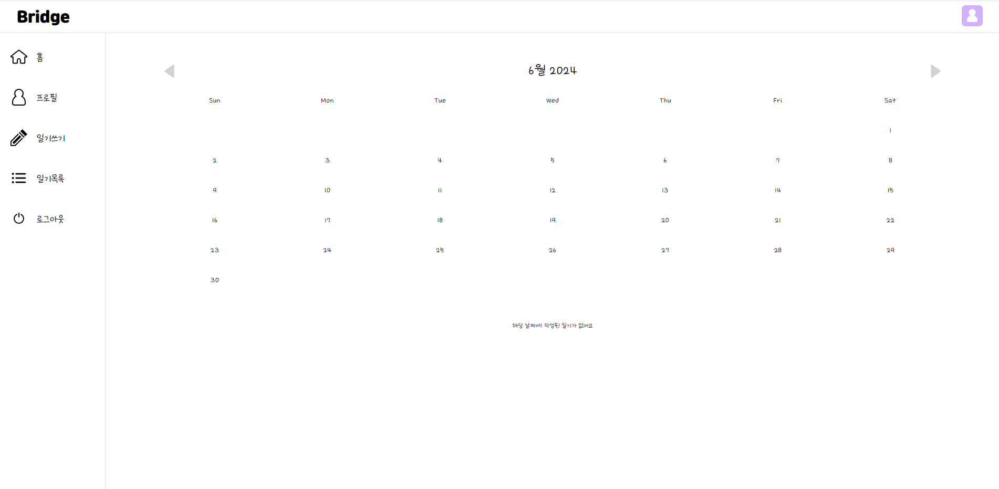 Bridge
홈
프로필
일기쓰기
일기목록
로그아웃
6월 2024
Sun Mon Tue Wed Thu Fri Sat
1
2 3 4 5 6 7 8
9 10 11 12 13 14 15
16 17 18 19 20 21 22
23 24 25 26 27 28 29
30
해당 날짜에 작성된 일기가 없어요